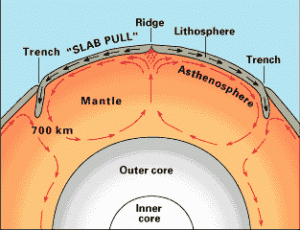 Ridge
Trench
"SLAB PULL"
Lithosphere
Trench
Asthenosphere
Mantle
700 km
Outer core
Inner
core